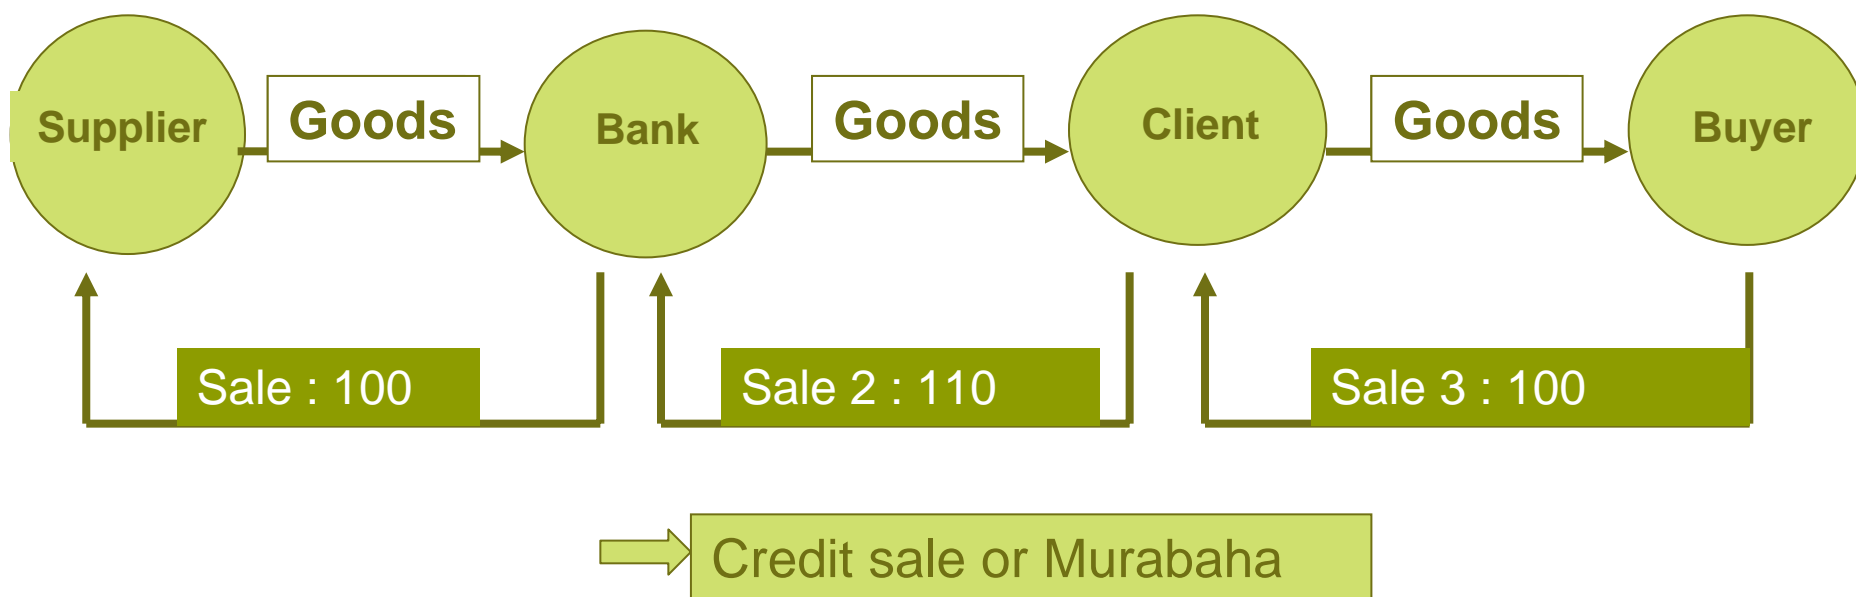 Supplier
Goods
Bank
Goods
Client
Goods
Buyer
Sale : 100
Sale 2 : 110
Sale 3 : 100
Credit sale or Murabaha